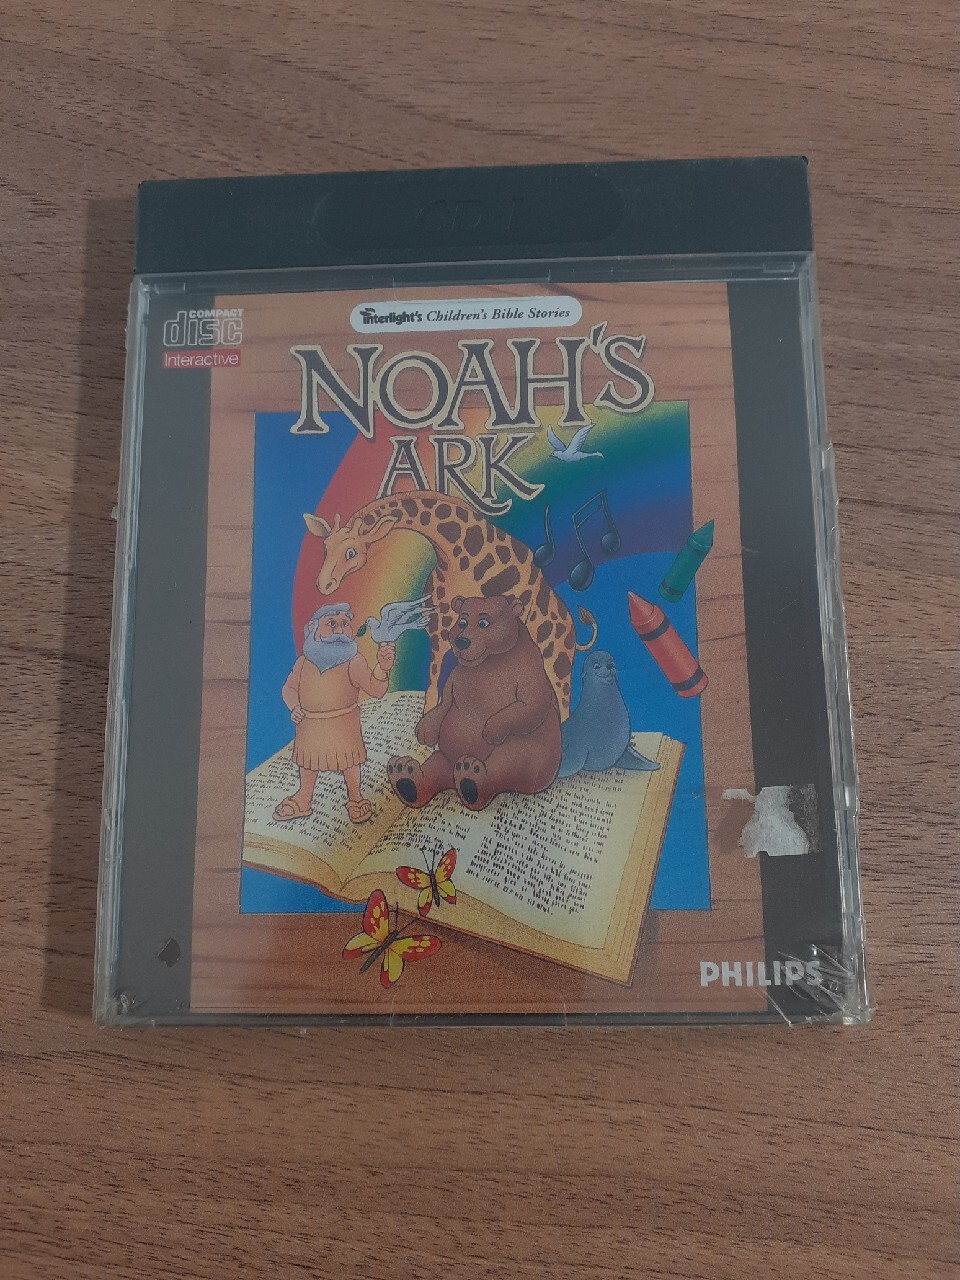 CD-I
COMPACT
disc
Interactive
interlight's Children's Bible Stories
NOAH'S
ARK
PHILIPS